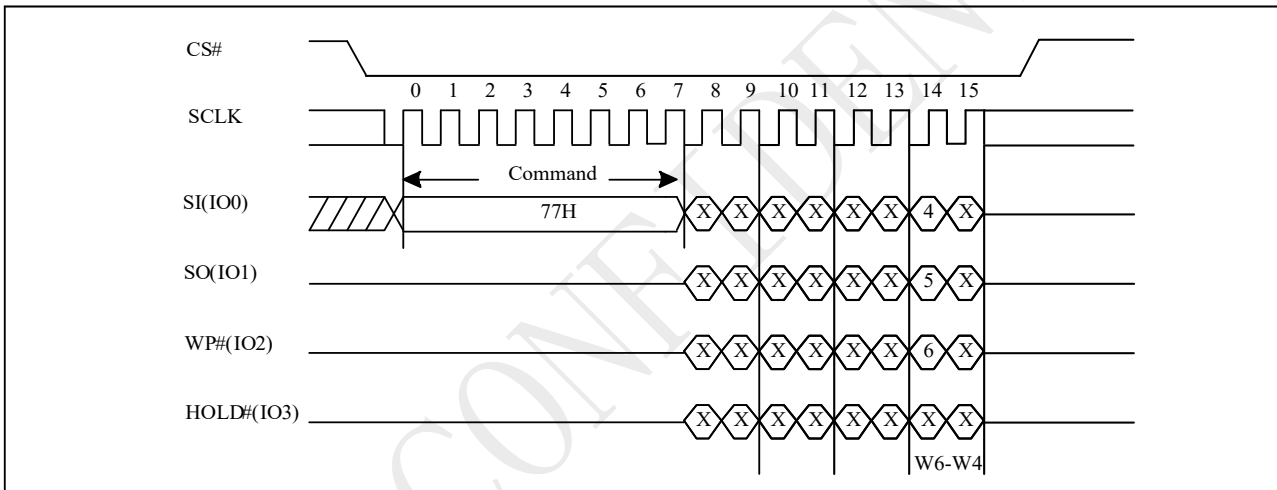 CS#
0 1 2 3 4 5 6 7 8 9 10 11 12 13 14 15
SCLK
Command
SI(IO0) 77H X X X X X X 4 X
SO(IO1) X X X X X X 5 X
WP#(IO2) X X X X X X 6 X
HOLD#(IO3) X X X X X X X X
W6-W4